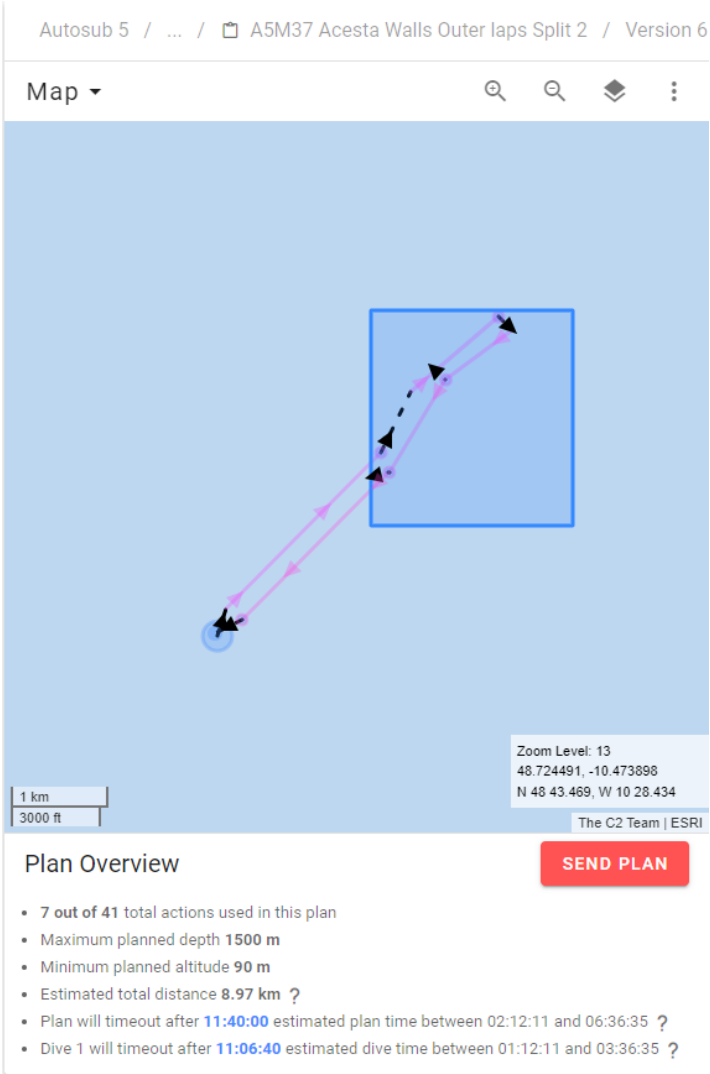 Autosub 5 / ... / A5M37 Acesta Walls Outer laps Split 2 / Version 6
Map
Zoom Level: 13
48.724491, -10.473898
N 48 43.469, W 10 28.434
1 km
3000 ft
The C2 Team | ESRI
Plan Overview
SEND PLAN
• 7 out of 41 total actions used in this plan
• Maximum planned depth 1500 m
• Minimum planned altitude 90 m
• Estimated total distance 8.97 km ?
• Plan will timeout after 11:40:00 estimated plan time between 02:12:11 and 06:36:35 ?
• Dive 1 will timeout after 11:06:40 estimated dive time between 01:12:11 and 03:36:35 ?